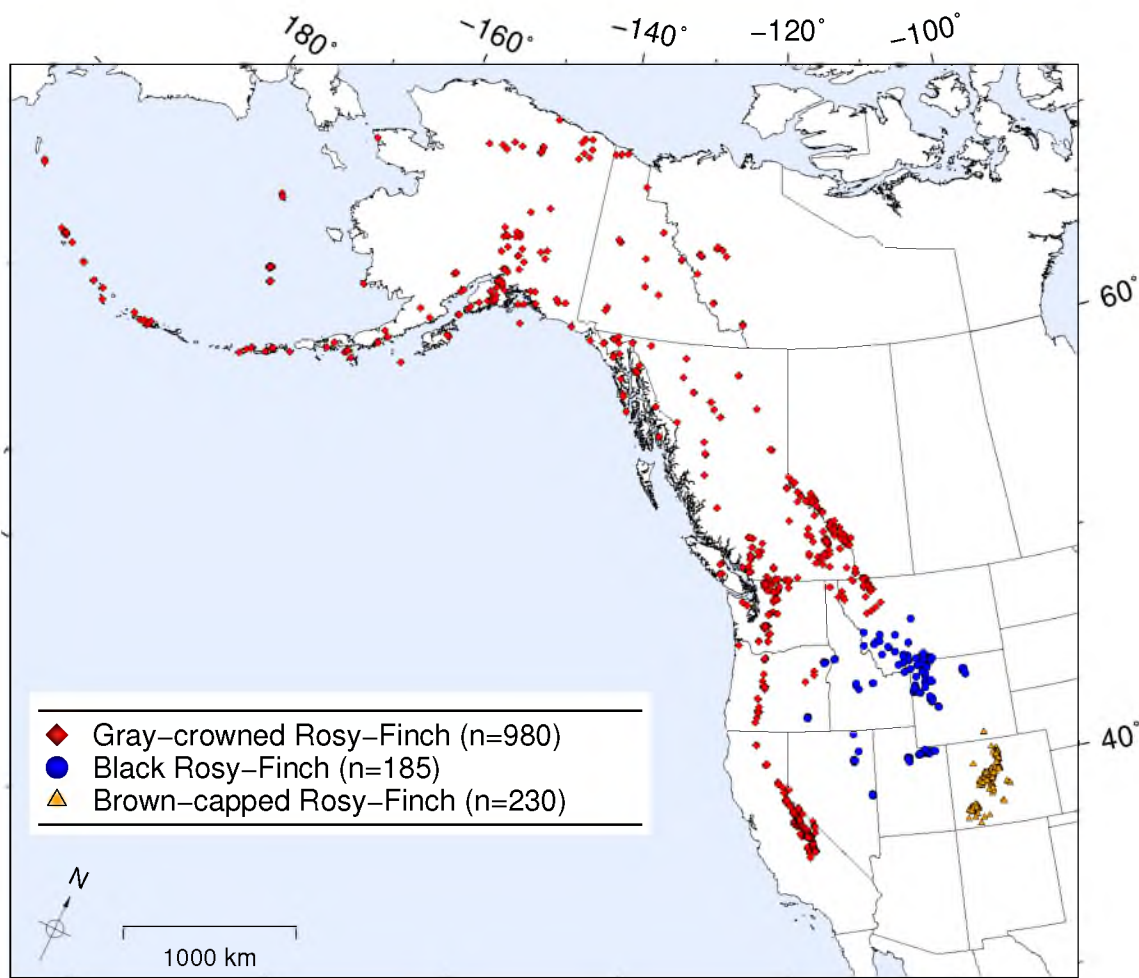 180°
−160°
−140°
−120°
−100°
60°
40°
Gray−crowned Rosy−Finch (n=980)
Black Rosy−Finch (n=185)
Brown−capped Rosy−Finch (n=230)
N
1000 km